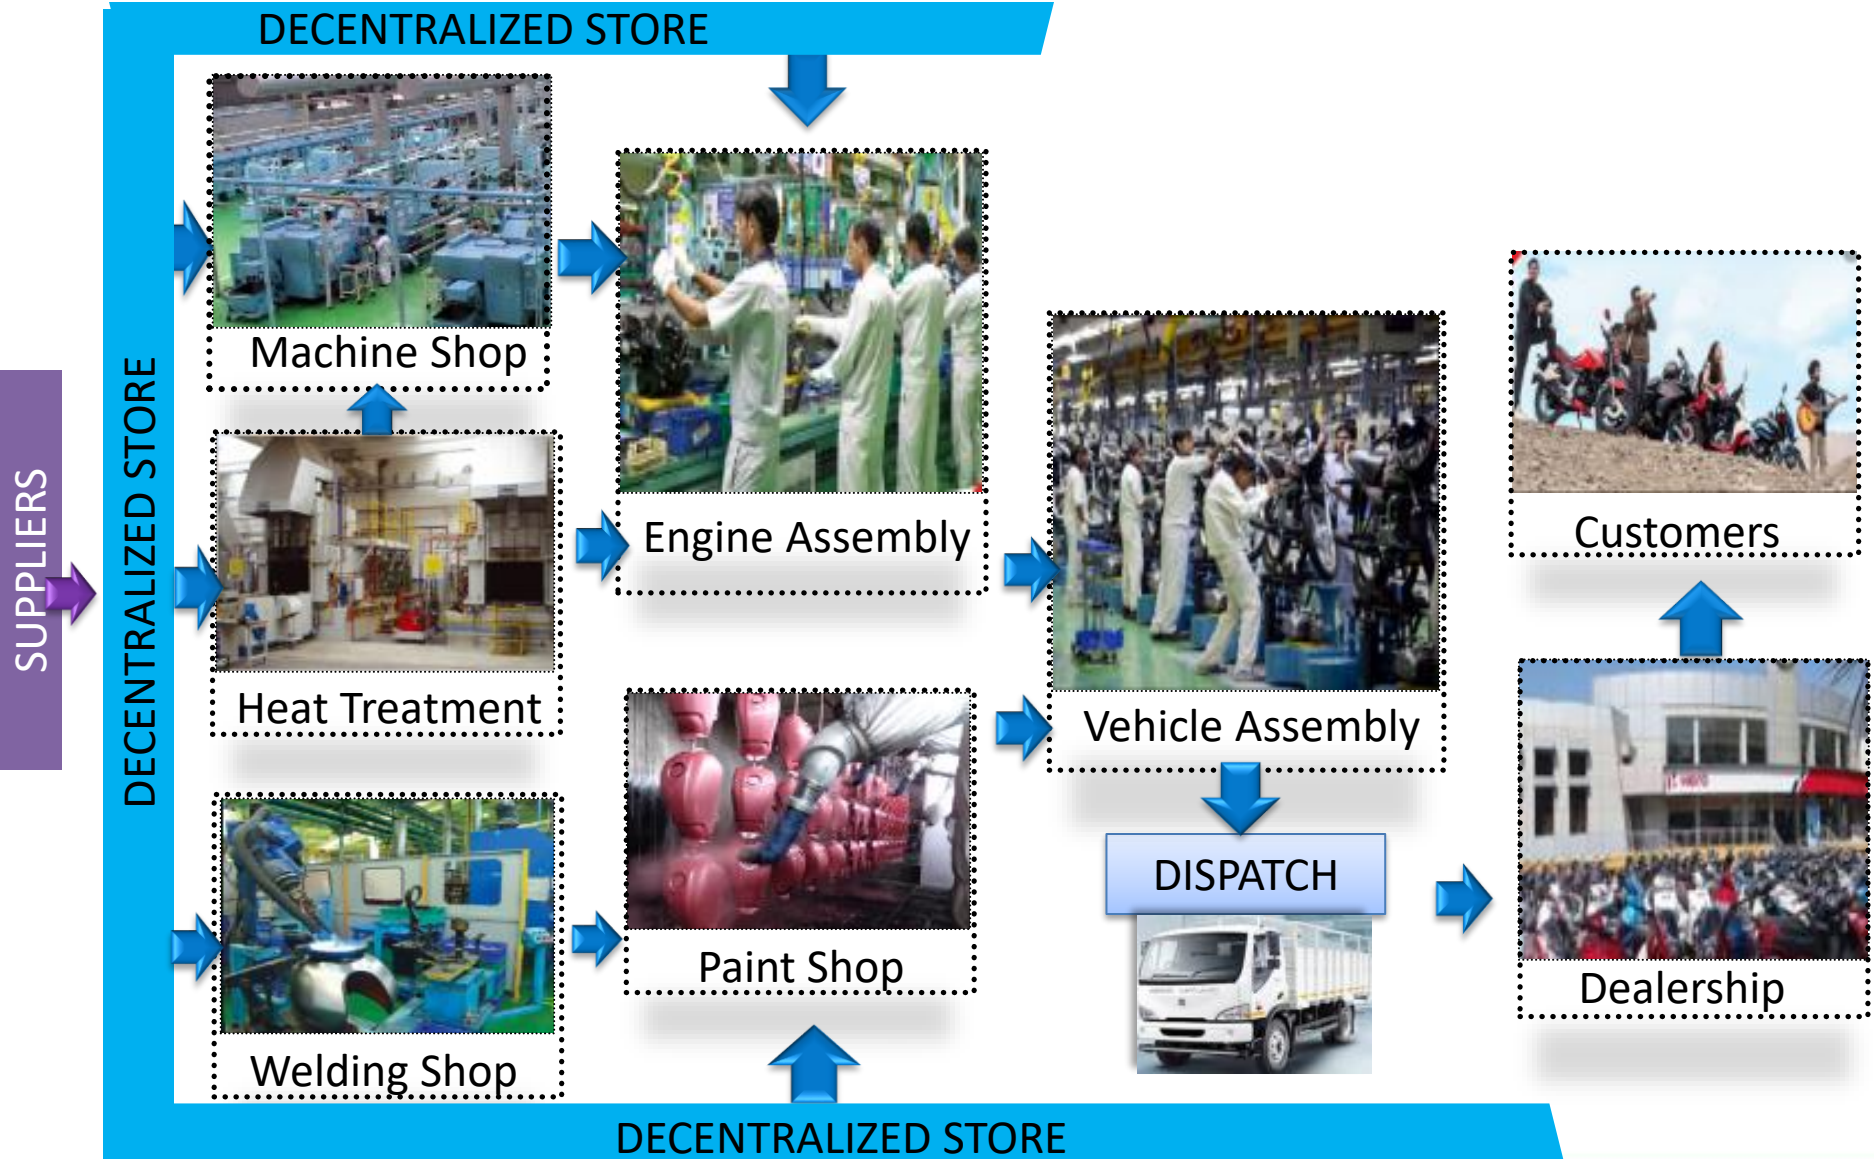 DECENTRALIZED STORE
Machine Shop
SUPPLIERS
DECENTRALIZED STORE
Engine Assembly
Customers
Heat Treatment
Vehicle Assembly
DISPATCH
Paint Shop
Dealership
Welding Shop
DECENTRALIZED STORE